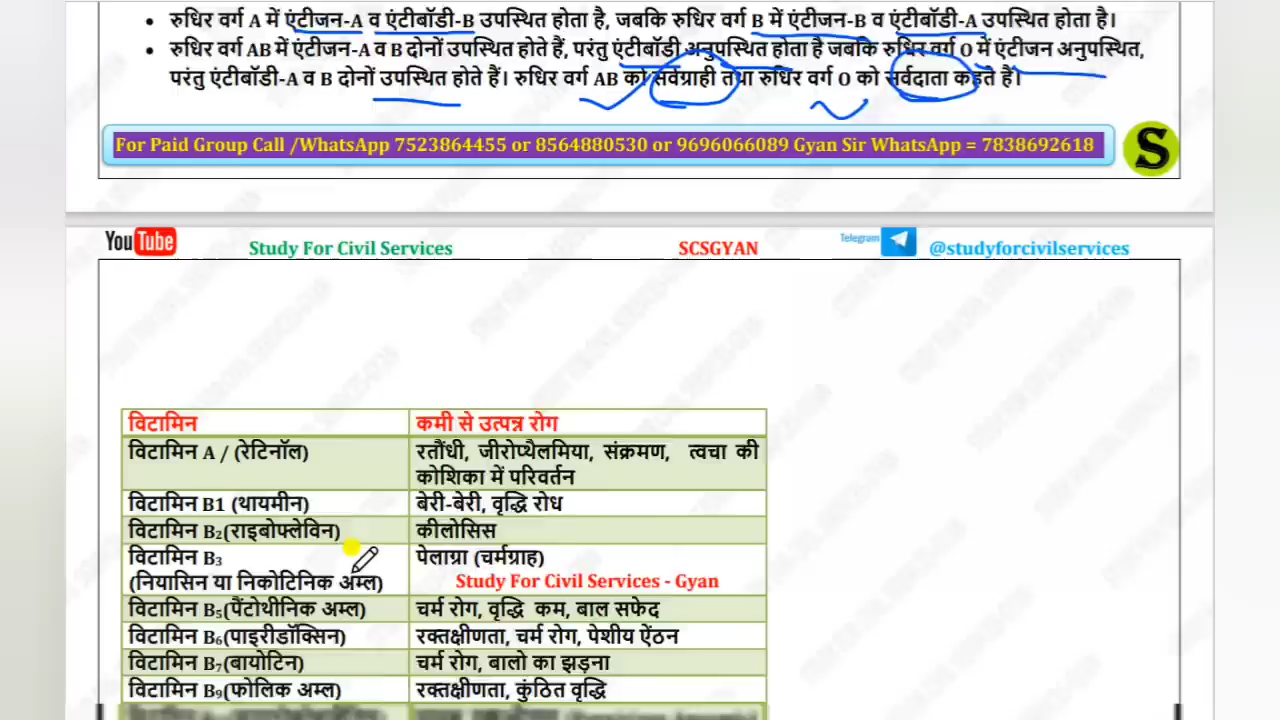 • रुधिर वर्ग A में एंटीजन-A व एंटीबॉडी-B उपस्थित होता है, जबकि रुधिर वर्ग B में एंटीजन-B व एंटीबॉडी-A उपस्थित होता है।
• रुधिर वर्ग AB में एंटीजन-A व B दोनों उपस्थित होते हैं, परंतु एंटीबॉडी अनुपस्थित होता है जबकि रुधिर वर्ग O में एंटीजन अनुपस्थित,
परंतु एंटीबॉडी-A व B दोनों उपस्थित होते हैं। रुधिर वर्ग AB को सर्वग्राही तथा रुधिर वर्ग O को सर्वदाता कहते हैं।
For Paid Group Call /WhatsApp 7523864455 or 8564880530 or 9696066089 Gyan Sir WhatsApp = 7838692618
S
YouTube Study For Civil Services SCSGYAN Telegram @studyforcivilservices
विटामिन कमी से उत्पन्न रोग
विटामिन A / (रेटिनॉल) रतौंधी, जीरोप्थैलमिया, संक्रमण, त्वचा की
कोशिका में परिवर्तन
विटामिन B1 (थायमीन) बेरी-बेरी, वृद्धि रोध
विटामिन B2(राइबोफ्लेविन) कीलोसिस
विटामिन B3 पेलाग्रा (चर्मग्राह)
(नियासिन या निकोटिनिक अम्ल) Study For Civil Services - Gyan
विटामिन B5(पैंटोथीनिक अम्ल) चर्म रोग, वृद्धि कम, बाल सफेद
विटामिन B6(पाइरीडॉक्सिन) रक्तक्षीणता, चर्म रोग, पेशीय ऐंठन
विटामिन B7(बायोटिन) चर्म रोग, बालो का झड़ना
विटामिन B9(फोलिक अम्ल) रक्तक्षीणता, कुंठित वृद्धि